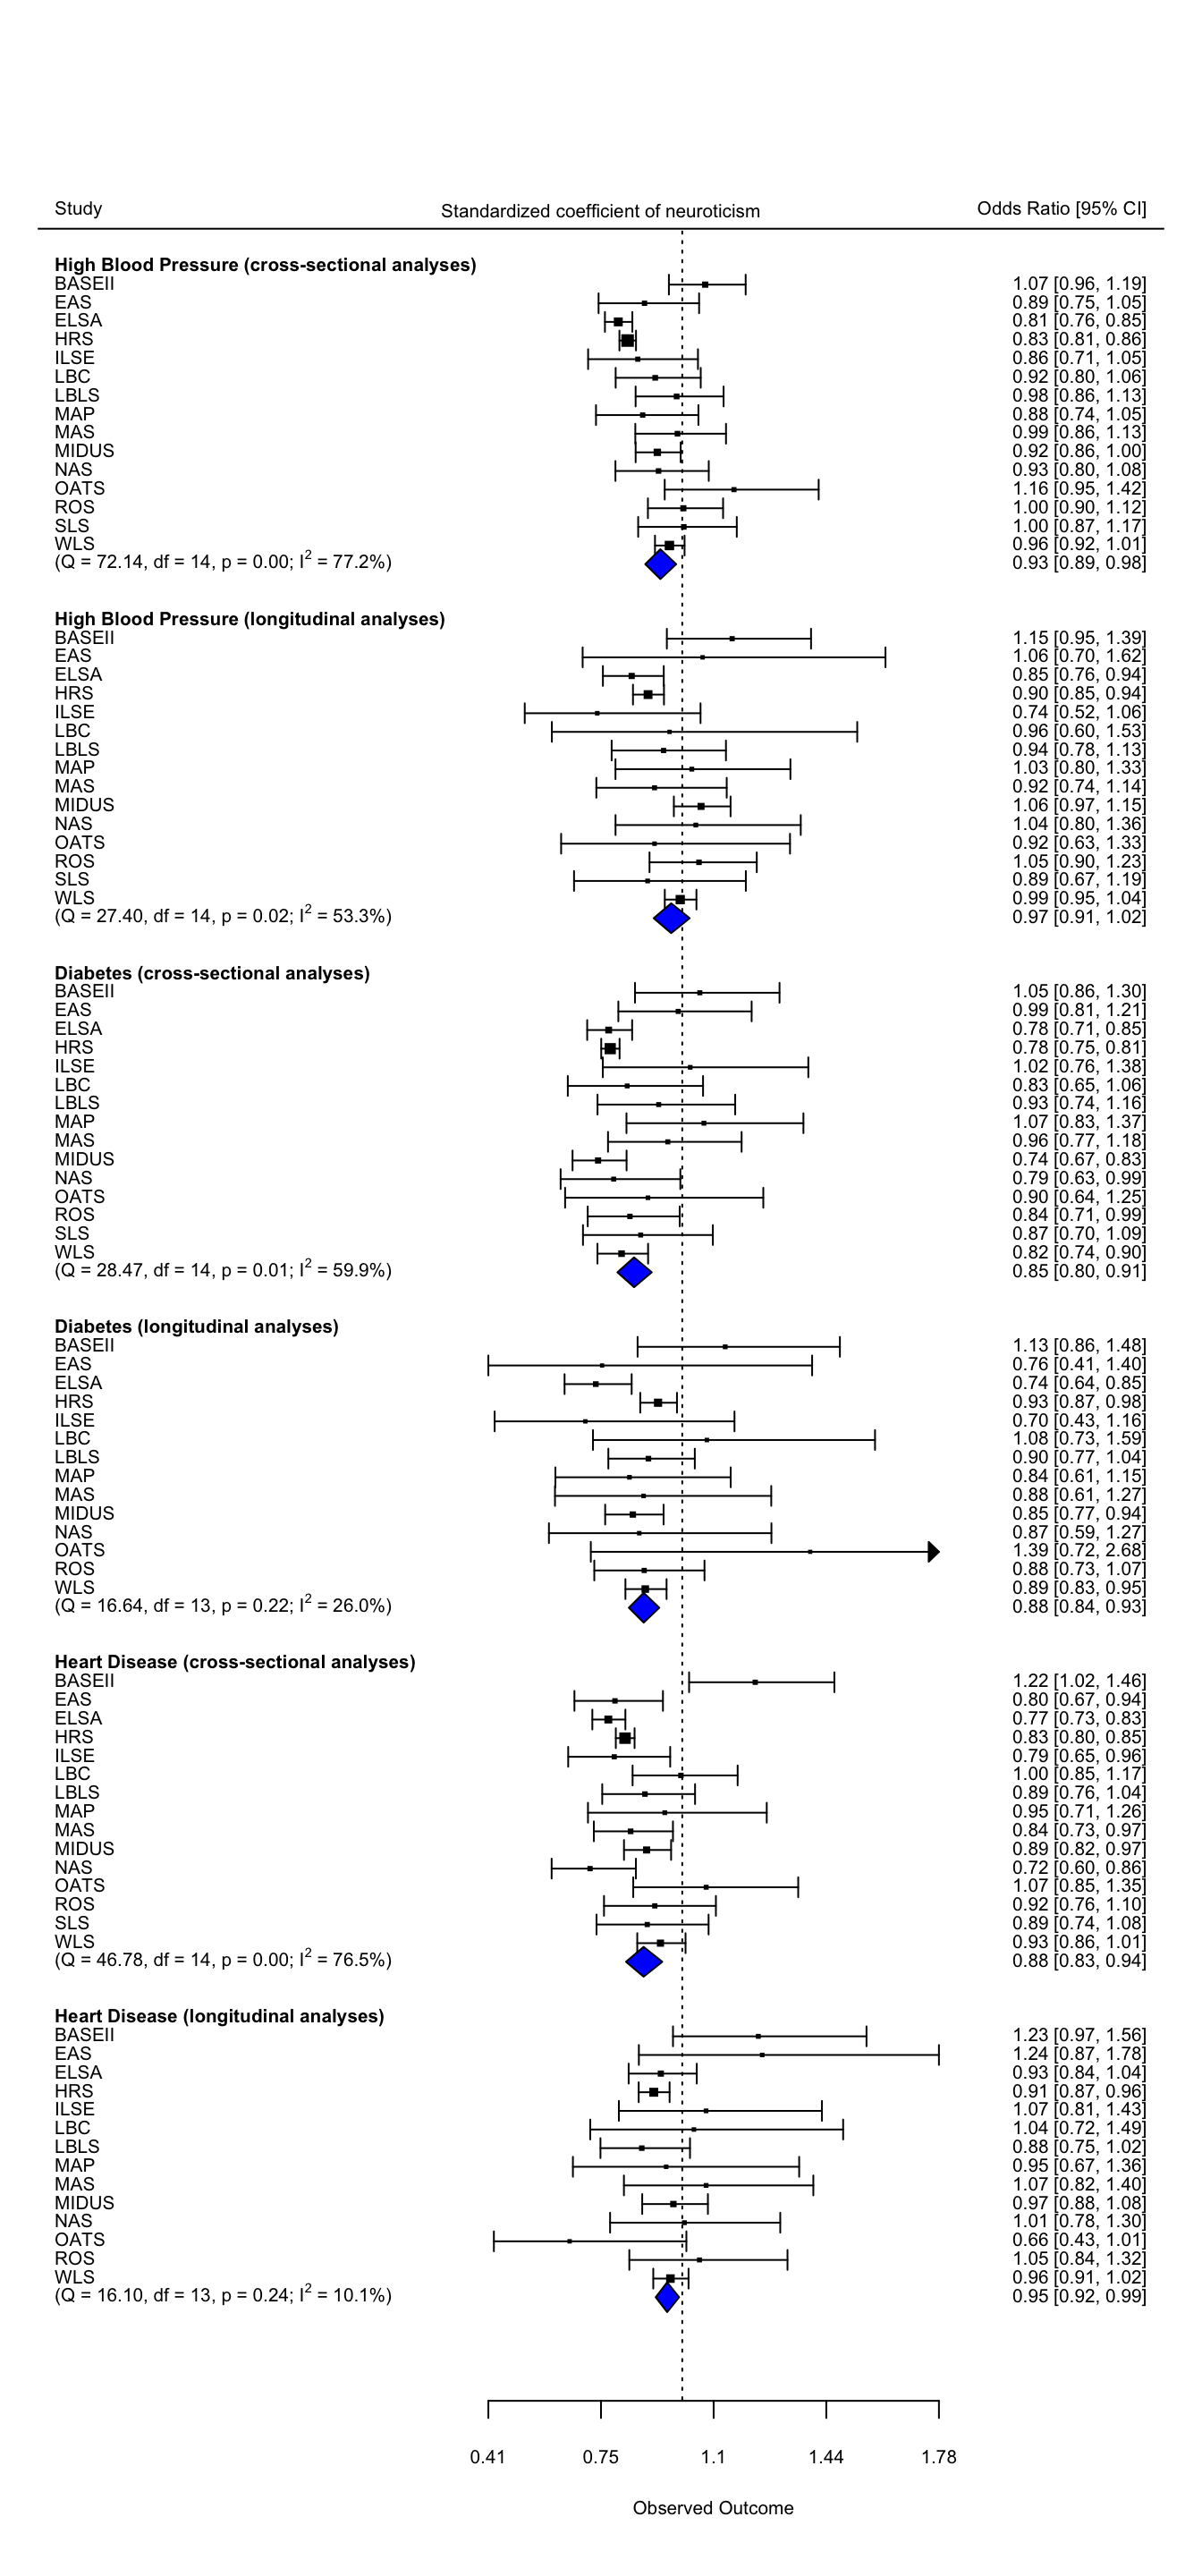 Study Standardized coefficient of neuroticism Odds Ratio [95% CI]
High Blood Pressure (cross-sectional analyses)
BASEII 1.07 [0.96, 1.19]
EAS 0.89 [0.75, 1.05]
ELSA 0.81 [0.76, 0.85]
HRS 0.83 [0.81, 0.86]
ILSE 0.86 [0.71, 1.05]
LBC 0.92 [0.80, 1.06]
LBLS 0.98 [0.86, 1.13]
MAP 0.88 [0.74, 1.05]
MAS 0.99 [0.86, 1.13]
MIDUS 0.92 [0.86, 1.00]
NAS 0.93 [0.80, 1.08]
OATS 1.16 [0.95, 1.42]
ROS 1.00 [0.90, 1.12]
SLS 1.00 [0.87, 1.17]
WLS 0.96 [0.92, 1.01]
(Q = 72.14, df = 14, p = 0.00; I² = 77.2%) 0.93 [0.89, 0.98]
High Blood Pressure (longitudinal analyses)
BASEII 1.15 [0.95, 1.39]
EAS 1.06 [0.70, 1.62]
ELSA 0.85 [0.76, 0.94]
HRS 0.90 [0.85, 0.94]
ILSE 0.74 [0.52, 1.06]
LBC 0.96 [0.60, 1.53]
LBLS 0.94 [0.78, 1.13]
MAP 1.03 [0.80, 1.33]
MAS 0.92 [0.74, 1.14]
MIDUS 1.06 [0.97, 1.15]
NAS 1.04 [0.80, 1.36]
OATS 0.92 [0.63, 1.33]
ROS 1.05 [0.90, 1.23]
SLS 0.89 [0.67, 1.19]
WLS 0.99 [0.95, 1.04]
(Q = 27.40, df = 14, p = 0.02; I² = 53.3%) 0.97 [0.91, 1.02]
Diabetes (cross-sectional analyses)
BASEII 1.05 [0.86, 1.30]
EAS 0.99 [0.81, 1.21]
ELSA 0.78 [0.71, 0.85]
HRS 0.78 [0.75, 0.81]
ILSE 1.02 [0.76, 1.38]
LBC 0.83 [0.65, 1.06]
LBLS 0.93 [0.74, 1.16]
MAP 1.07 [0.83, 1.37]
MAS 0.96 [0.77, 1.18]
MIDUS 0.74 [0.67, 0.83]
NAS 0.79 [0.63, 0.99]
OATS 0.90 [0.64, 1.25]
ROS 0.84 [0.71, 0.99]
SLS 0.87 [0.70, 1.09]
WLS 0.82 [0.74, 0.90]
(Q = 28.47, df = 14, p = 0.01; I² = 59.9%) 0.85 [0.80, 0.91]
Diabetes (longitudinal analyses)
BASEII 1.13 [0.86, 1.48]
EAS 0.76 [0.41, 1.40]
ELSA 0.74 [0.64, 0.85]
HRS 0.93 [0.87, 0.98]
ILSE 0.70 [0.43, 1.16]
LBC 1.08 [0.73, 1.59]
LBLS 0.90 [0.77, 1.04]
MAP 0.84 [0.61, 1.15]
MAS 0.88 [0.61, 1.27]
MIDUS 0.85 [0.77, 0.94]
NAS 0.87 [0.59, 1.27]
OATS 1.39 [0.72, 2.68]
ROS 0.88 [0.73, 1.07]
WLS 0.89 [0.83, 0.95]
(Q = 16.64, df = 13, p = 0.22; I² = 26.0%) 0.88 [0.84, 0.93]
Heart Disease (cross-sectional analyses)
BASEII 1.22 [1.02, 1.46]
EAS 0.80 [0.67, 0.94]
ELSA 0.77 [0.73, 0.83]
HRS 0.83 [0.80, 0.85]
ILSE 0.79 [0.65, 0.96]
LBC 1.00 [0.85, 1.17]
LBLS 0.89 [0.76, 1.04]
MAP 0.95 [0.71, 1.26]
MAS 0.84 [0.73, 0.97]
MIDUS 0.89 [0.82, 0.97]
NAS 0.72 [0.60, 0.86]
OATS 1.07 [0.85, 1.35]
ROS 0.92 [0.76, 1.10]
SLS 0.89 [0.74, 1.08]
WLS 0.93 [0.86, 1.01]
(Q = 46.78, df = 14, p = 0.00; I² = 76.5%) 0.88 [0.83, 0.94]
Heart Disease (longitudinal analyses)
BASEII 1.23 [0.97, 1.56]
EAS 1.24 [0.87, 1.78]
ELSA 0.93 [0.84, 1.04]
HRS 0.91 [0.87, 0.96]
ILSE 1.07 [0.81, 1.43]
LBC 1.04 [0.72, 1.49]
LBLS 0.88 [0.75, 1.02]
MAP 0.95 [0.67, 1.36]
MAS 1.07 [0.82, 1.40]
MIDUS 0.97 [0.88, 1.08]
NAS 1.01 [0.78, 1.30]
OATS 0.66 [0.43, 1.01]
ROS 1.05 [0.84, 1.32]
WLS 0.96 [0.91, 1.02]
(Q = 16.10, df = 13, p = 0.24; I² = 10.1%) 0.95 [0.92, 0.99]
0.41 0.75 1.1 1.44 1.78
Observed Outcome